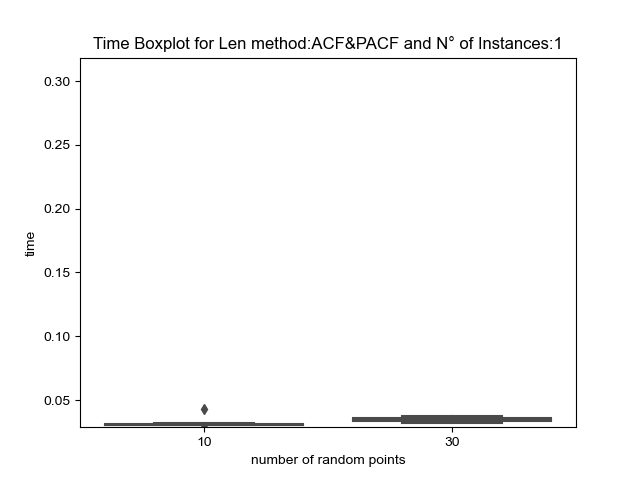 Time Boxplot for Len method:ACF&PACF and N° of Instances:1
0.30
0.25
0.20
0.15
0.10
0.05
time
10
30
number of random points